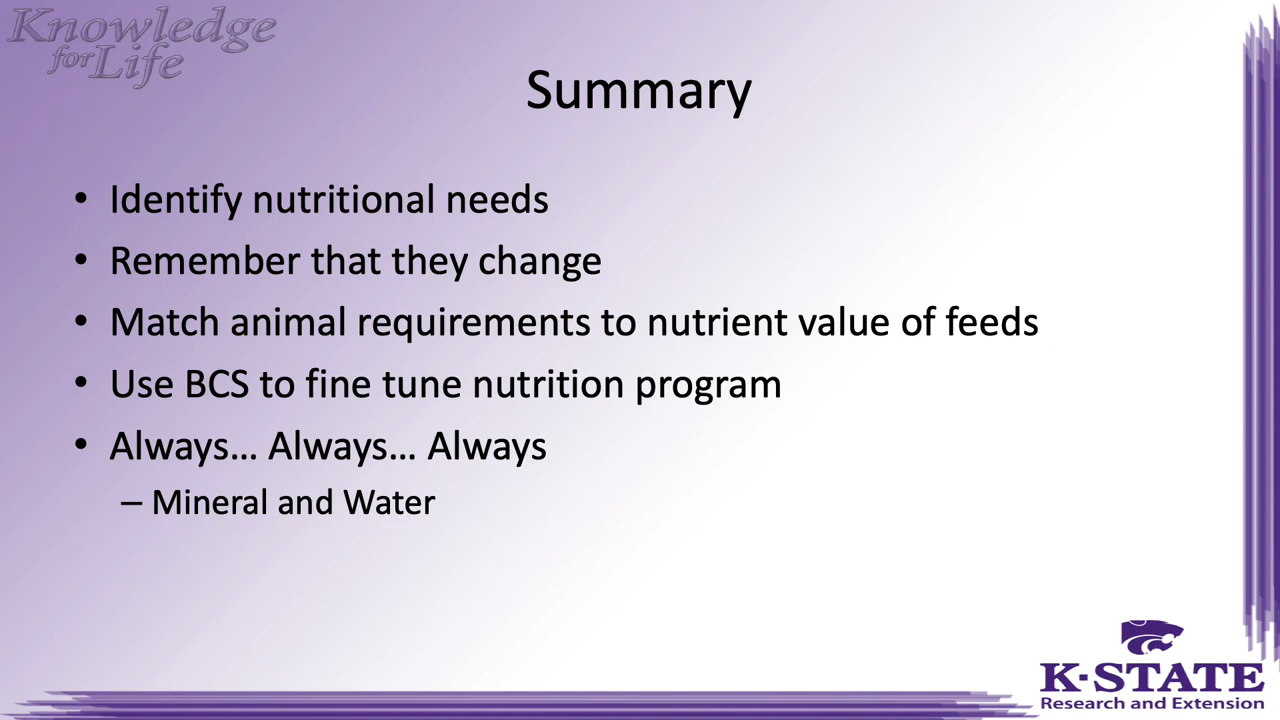 Knowledge
for Life
Summary
• Identify nutritional needs
• Remember that they change
• Match animal requirements to nutrient value of feeds
• Use BCS to fine tune nutrition program
• Always… Always… Always
– Mineral and Water
K-STATE
Research and Extension